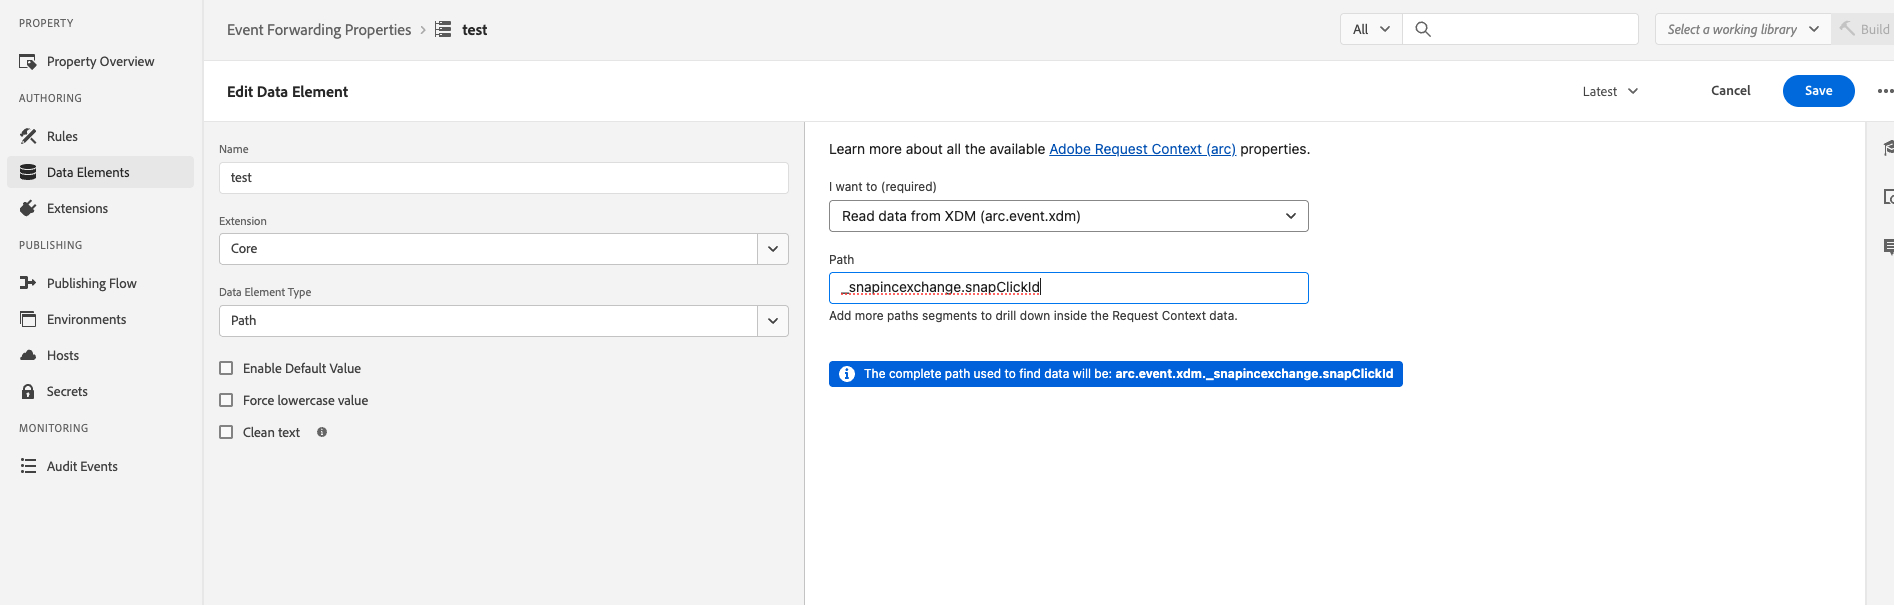 PROPERTY
Property Overview
AUTHORING
Rules
Data Elements
Extensions
PUBLISHING
Publishing Flow
Environments
Hosts
Secrets
MONITORING
Audit Events
Event Forwarding Properties > test
All
Select a working library
Build
Edit Data Element
Latest
Cancel
Save
Name
test
Extension
Core
Data Element Type
Path
Enable Default Value
Force lowercase value
Clean text
Learn more about all the available Adobe Request Context (arc) properties.
I want to (required)
Read data from XDM (arc.event.xdm)
Path
_snapincexchange.snapClickId
Add more paths segments to drill down inside the Request Context data.
The complete path used to find data will be: arc.event.xdm._snapincexchange.snapClickId